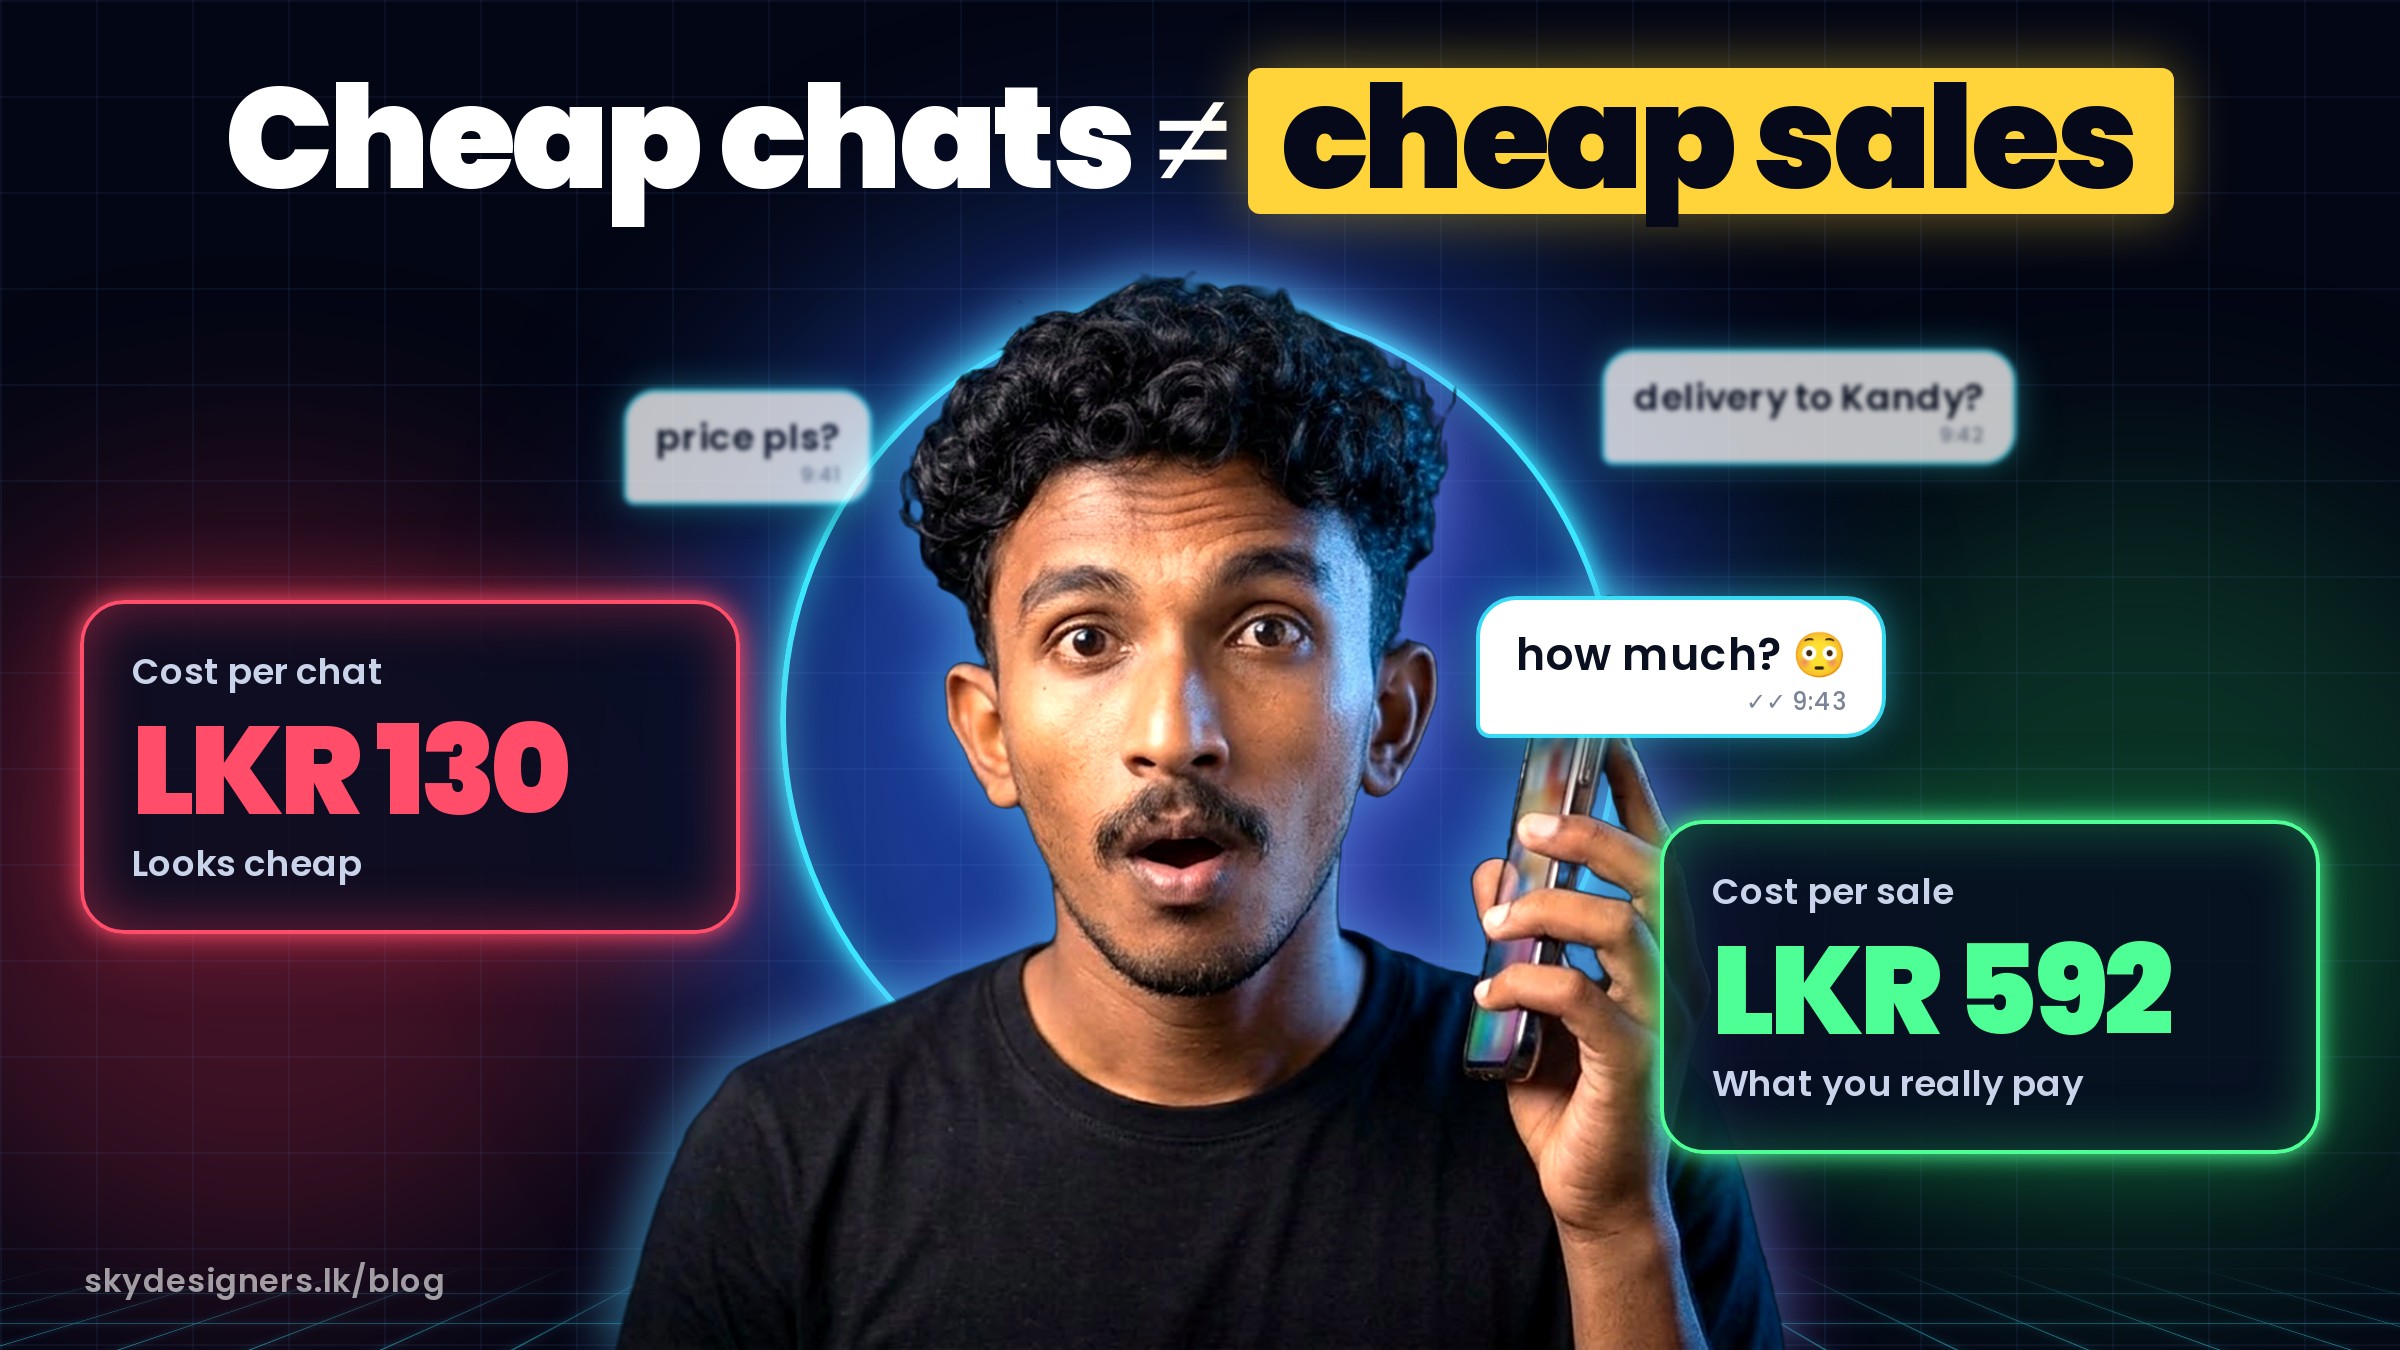 Cheap chats ≠ cheap sales
price pls?
9:41
delivery to Kandy?
9:42
how much? 😳
✓✓ 9:43
Cost per chat
LKR 130
Looks cheap
Cost per sale
LKR 592
What you really pay
skydesigners.lk/blog